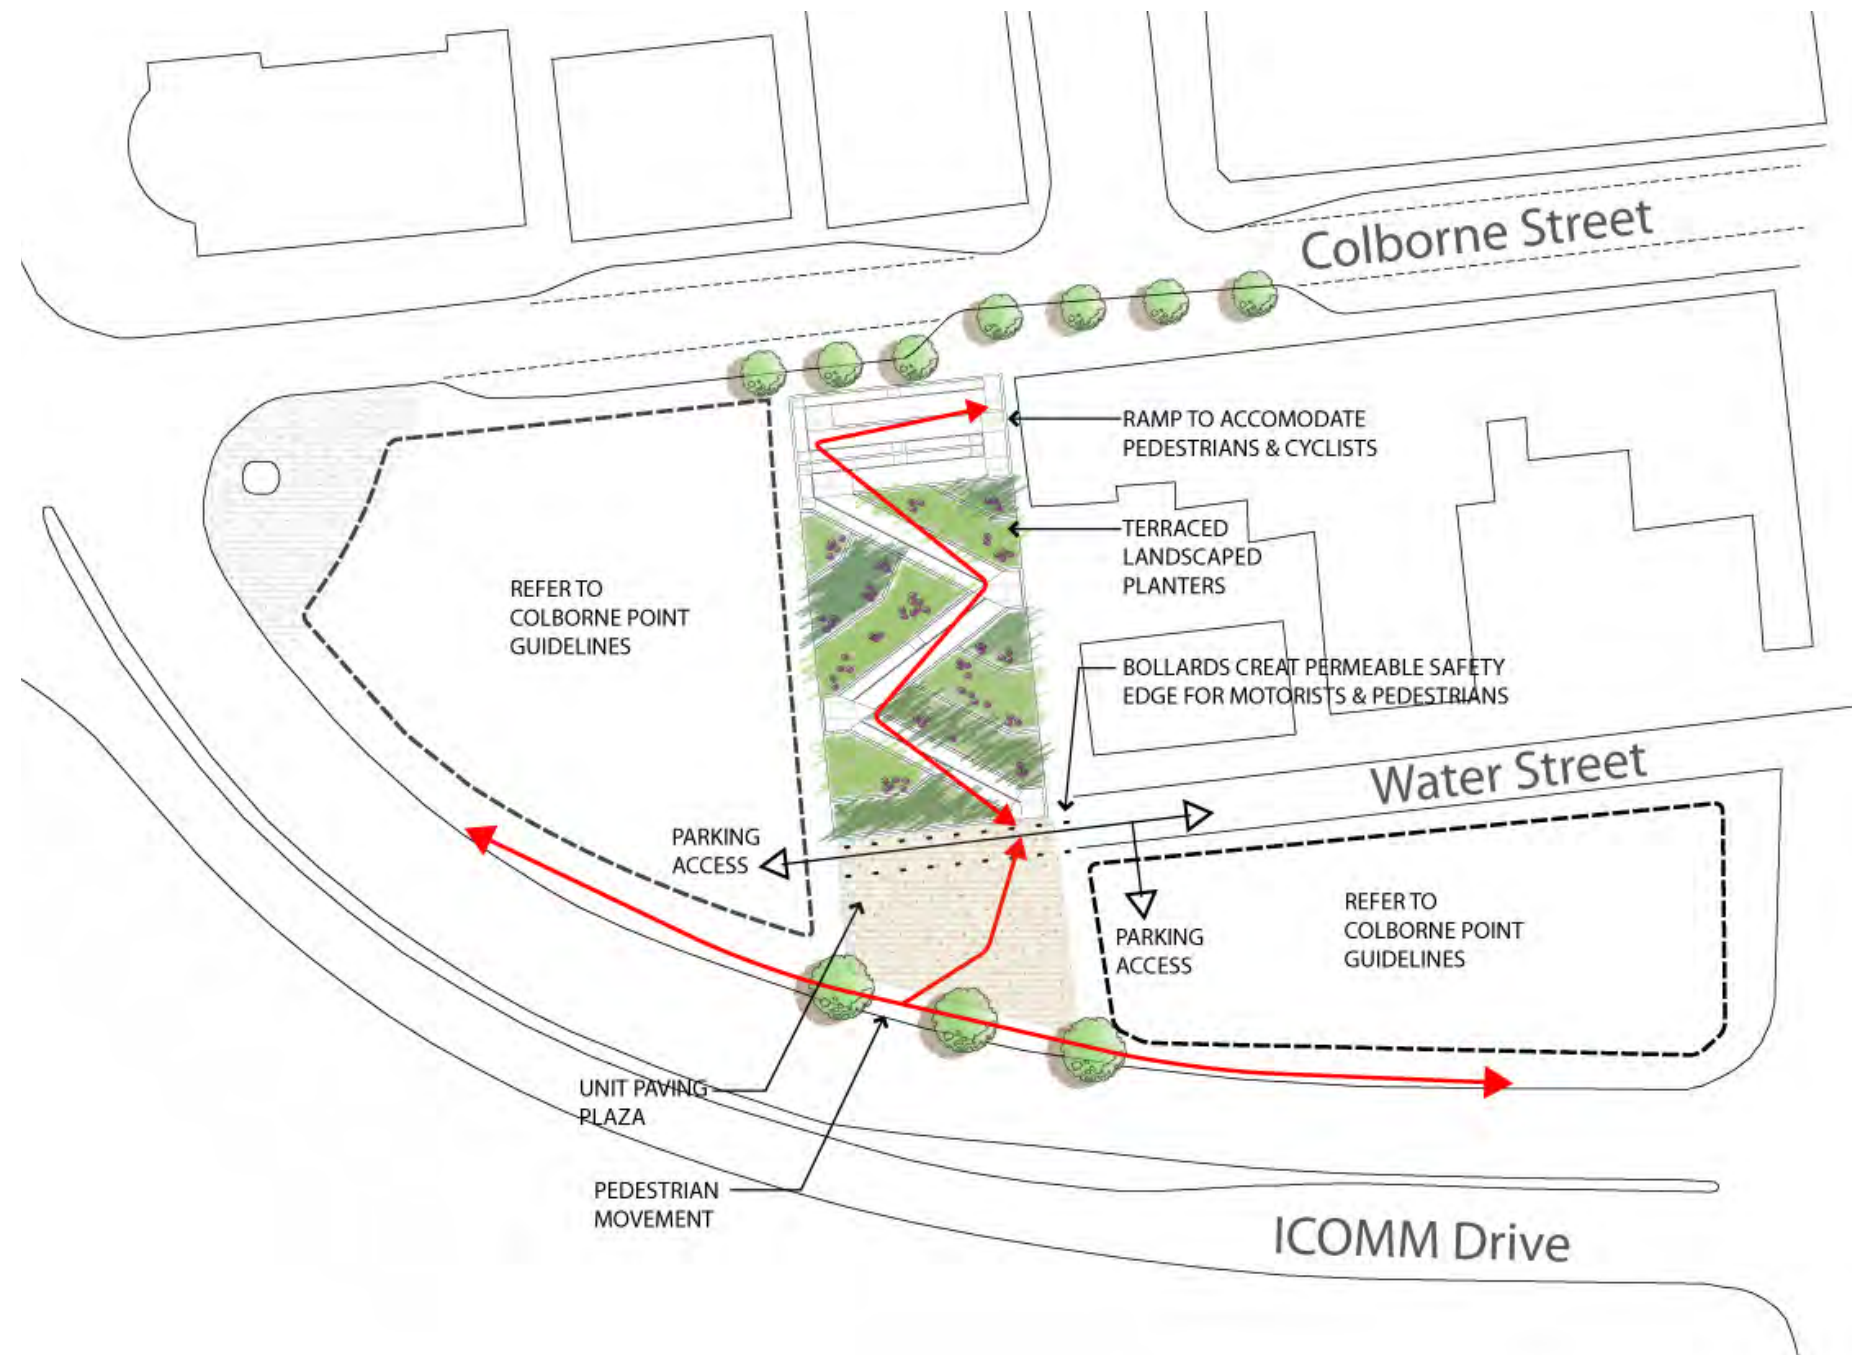 Colborne Street
RAMP TO ACCOMODATE
PEDESTRIANS & CYCLISTS
TERRACED
LANDSCAPED
PLANTERS
REFER TO
COLBORNE POINT
GUIDELINES
BOLLARDS CREAT PERMEABLE SAFETY
EDGE FOR MOTORISTS & PEDESTRIANS
Water Street
PARKING
ACCESS
REFER TO
COLBORNE POINT
GUIDELINES
PARKING
ACCESS
UNIT PAVING
PLAZA
PEDESTRIAN
MOVEMENT
ICOMM Drive